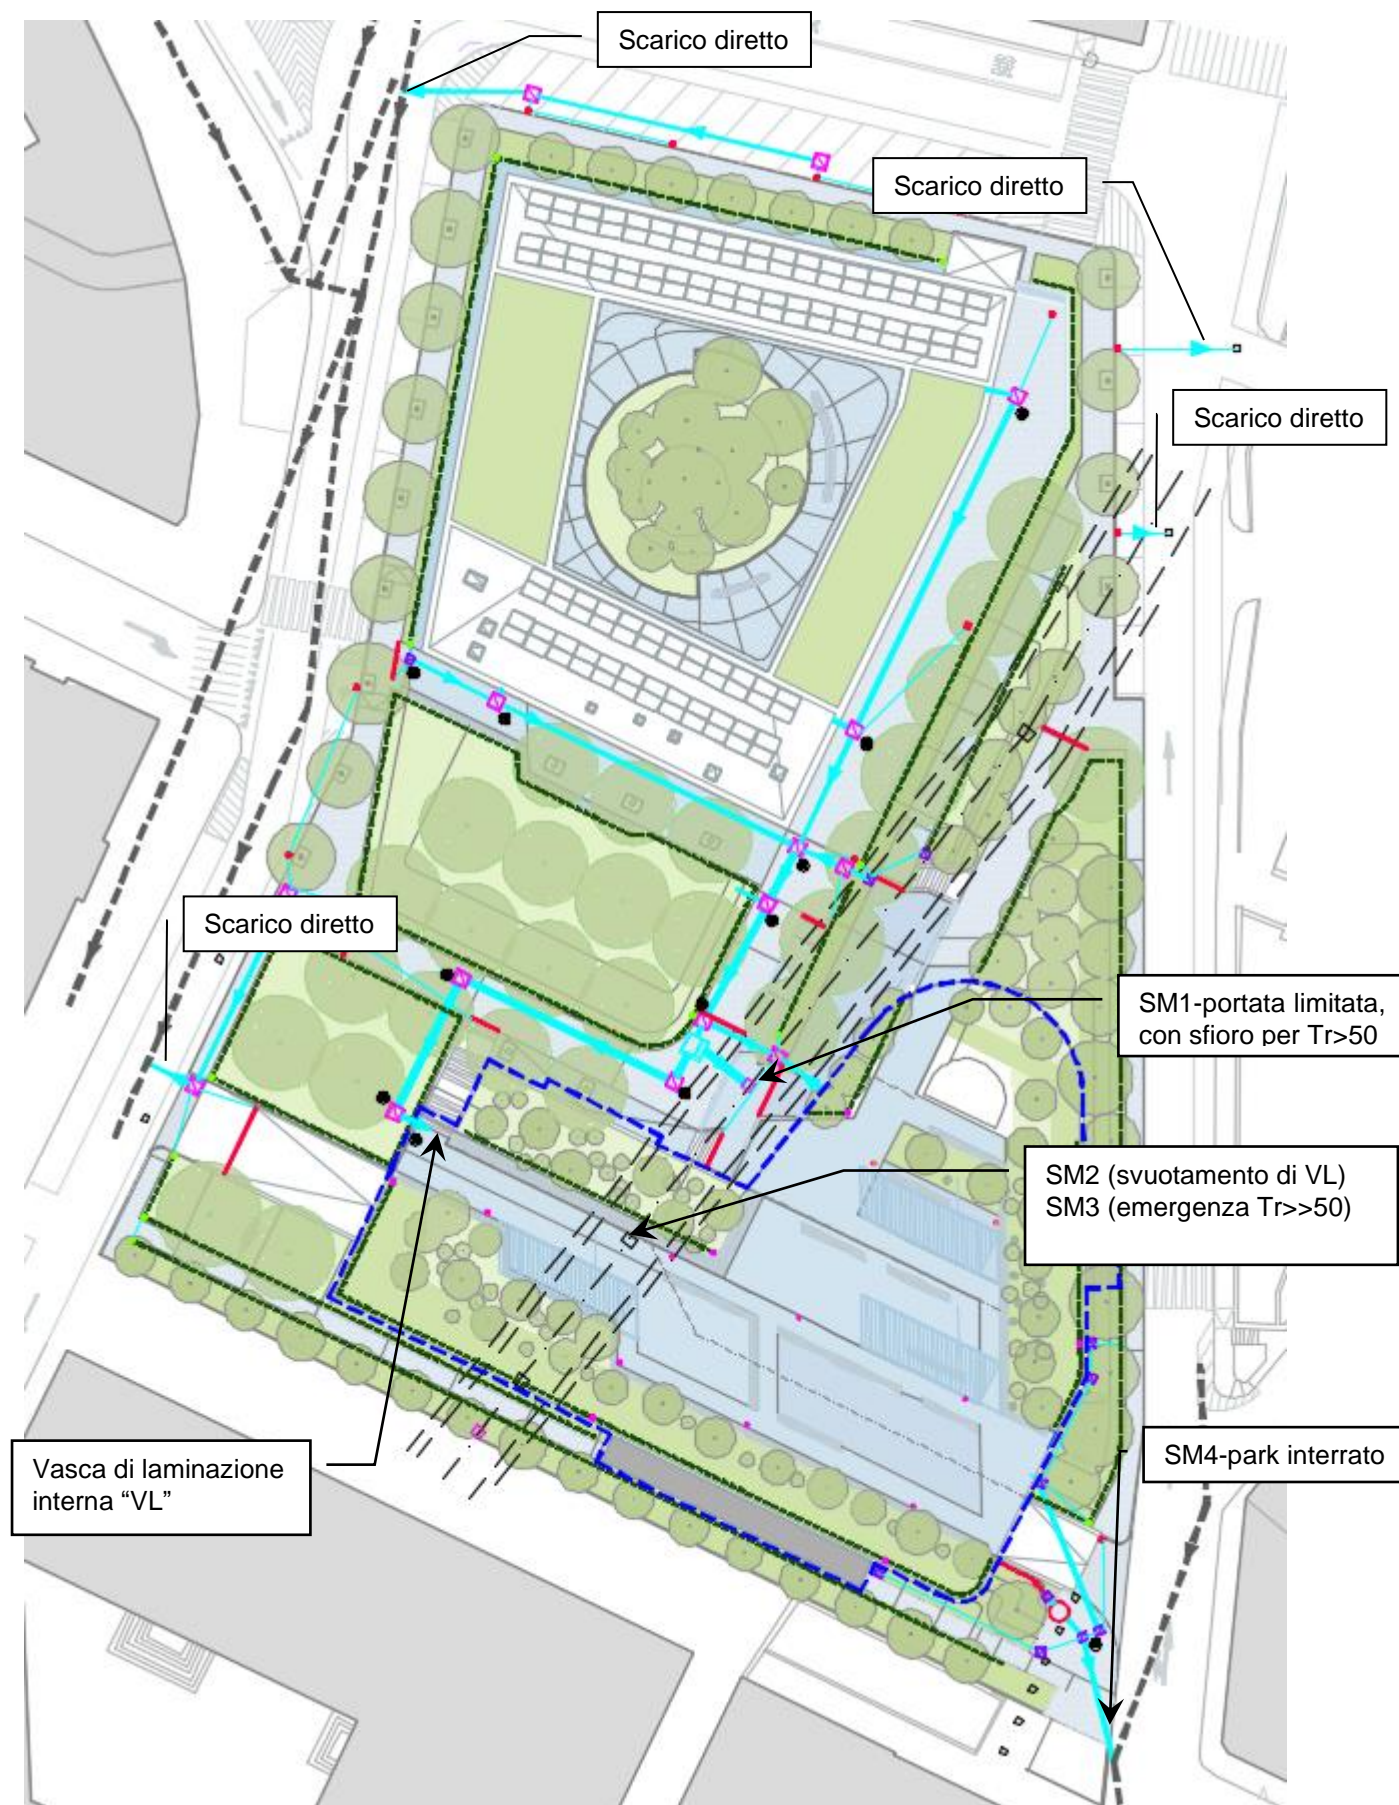 Scarico diretto
Scarico diretto
Scarico diretto
Scarico diretto
SM1-portata limitata,
con sfioro per Tr>50
SM2 (svuotamento di VL)
SM3 (emergenza Tr>>50)
Vasca di laminazione
interna “VL”
SM4-park interrato